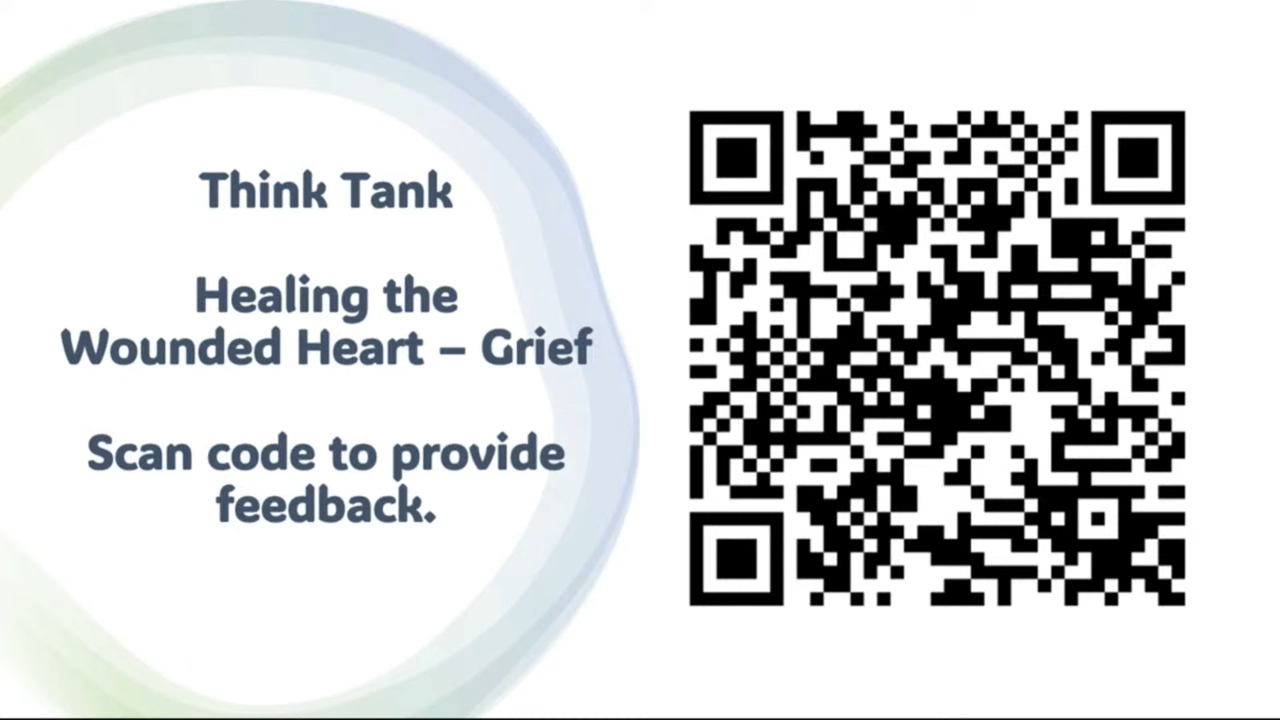 Think Tank
Healing the
Wounded Heart – Grief
Scan code to provide
feedback.